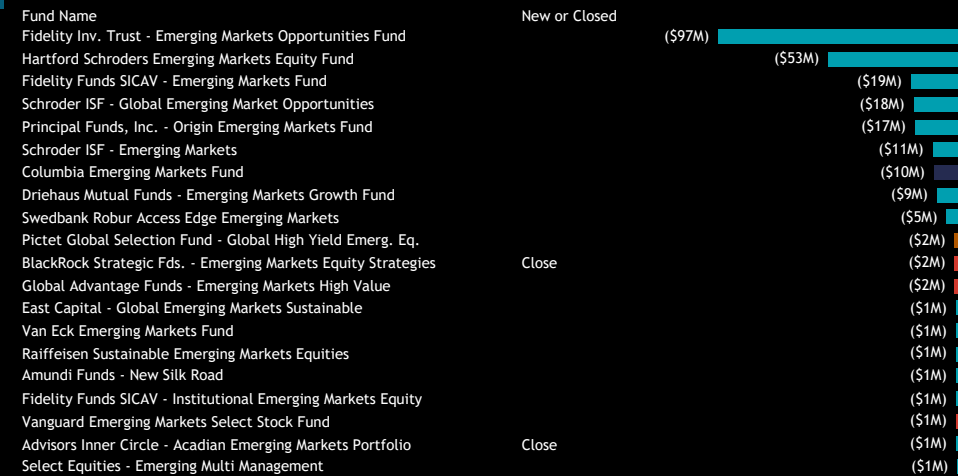 Fund Name New or Closed
Fidelity Inv. Trust - Emerging Markets Opportunities Fund ($97M)
Hartford Schroders Emerging Markets Equity Fund ($53M)
Fidelity Funds SICAV - Emerging Markets Fund ($19M)
Schroder ISF - Global Emerging Market Opportunities ($18M)
Principal Funds, Inc. - Origin Emerging Markets Fund ($17M)
Schroder ISF - Emerging Markets ($11M)
Columbia Emerging Markets Fund ($10M)
Driehaus Mutual Funds - Emerging Markets Growth Fund ($9M)
Swedbank Robur Access Edge Emerging Markets ($5M)
Pictet Global Selection Fund - Global High Yield Emerg. Eq. ($2M)
BlackRock Strategic Fds. - Emerging Markets Equity Strategies Close ($2M)
Global Advantage Funds - Emerging Markets High Value ($2M)
East Capital - Global Emerging Markets Sustainable ($1M)
Van Eck Emerging Markets Fund ($1M)
Raiffeisen Sustainable Emerging Markets Equities ($1M)
Amundi Funds - New Silk Road ($1M)
Fidelity Funds SICAV - Institutional Emerging Markets Equity ($1M)
Vanguard Emerging Markets Select Stock Fund ($1M)
Advisors Inner Circle - Acadian Emerging Markets Portfolio Close ($1M)
Select Equities - Emerging Multi Management ($1M)